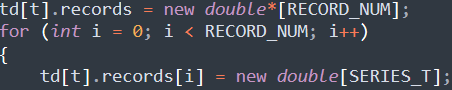 td[t].records = new double*[RECORD_NUM];
for (int i = 0; i < RECORD_NUM; i++)
{
    td[t].records[i] = new double[SERIES_T];